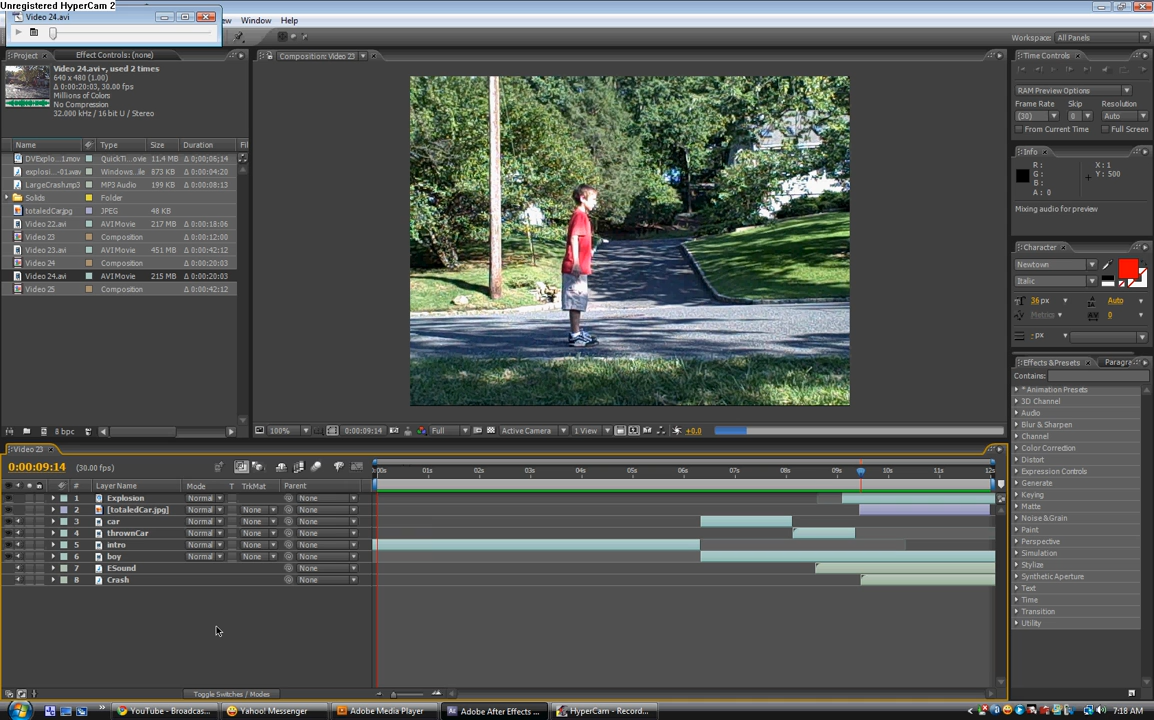 Unregistered HyperCam 2
Video 24.avi
Window Help
Workspace: All Panels
Project Effect Controls: (none)
Composition: Video 23
Time Controls
Video 24.avi, used 2 times
640 x 480 (1.00)
Δ 0:00:20:03, 30.00 fps
Millions of Colors
No Compression
32.000 kHz / 16 bit U / Stereo
RAM Preview Options
Frame Rate Skip Resolution
(30) 0 Auto
From Current Time Full Screen
Name Type Size Duration Fil
DVExplo...1.mov QuickTi...ovie 11.4 MB Δ 0;00;06;14
explosi...-01.wav Windows...ile 873 KB Δ 0:00:04:20
LargeCrash.mp3 MP3 Audio 199 KB Δ 0:00:08:13
Solids Folder
totaledCar.jpg JPEG 48 KB
Video 22.avi AVI Movie 217 MB Δ 0:00:18:06
Video 23 Composition Δ 0:00:12:00
Video 23.avi AVI Movie 451 MB Δ 0:00:42:12
Video 24 Composition Δ 0:00:20:03
Video 24.avi AVI Movie 215 MB Δ 0:00:20:03
Video 25 Composition Δ 0:00:42:12
Info
R : X : 1
G : Y : 500
B :
A : 0
Mixing audio for preview
Character
Newtown
Italic
36 px Auto
Metrics 0
- px
Effects & Presets Paragra
Contains:
* Animation Presets
3D Channel
Audio
Blur & Sharpen
Channel
Color Correction
Distort
Expression Controls
Generate
Keying
Matte
Noise & Grain
Paint
Perspective
Simulation
Stylize
Synthetic Aperture
Text
Time
Transition
Utility
8 bpc
100% 0:00:09:14 Full Active Camera 1 View +0.0
Video 23
0:00:09:14 (30.00 fps)
:00s 01s 02s 03s 04s 05s 06s 07s 08s 09s 10s 11s 12s
# Layer Name Mode T TrkMat Parent
1 Explosion Normal None
2 [totaledCar.jpg] Normal None None
3 car Normal None None
4 thrownCar Normal None None
5 intro Normal None None
6 boy Normal None None
7 ESound None
8 Crash None
Toggle Switches / Modes
YouTube - Broadcas... Yahoo! Messenger Adobe Media Player Adobe After Effects ... HyperCam - Record... 7:18 AM